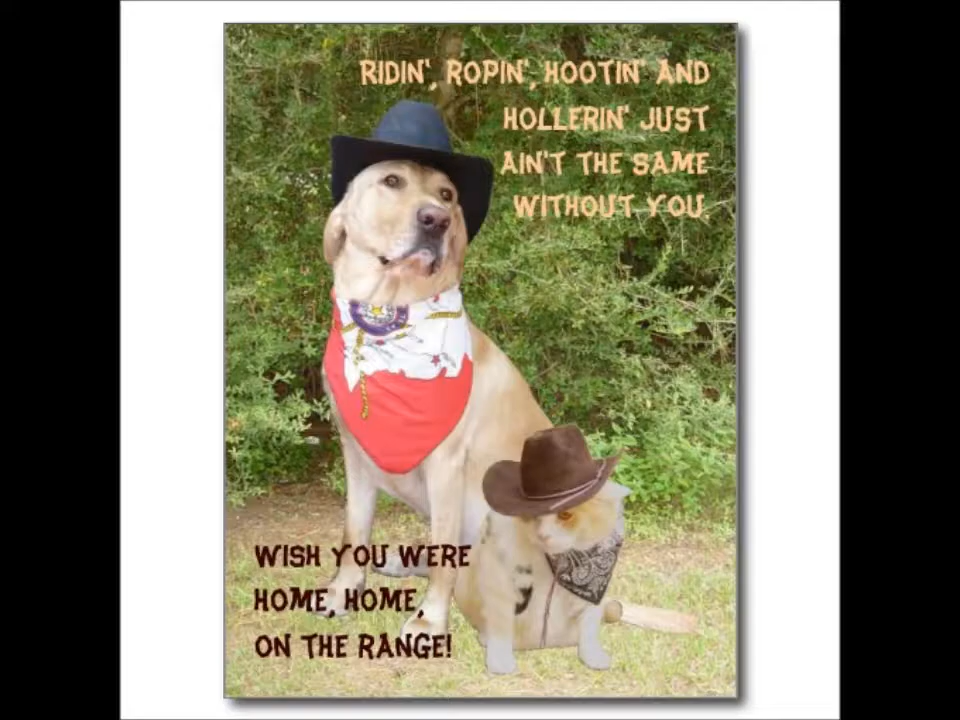 RIDIN', ROPIN', HOOTIN' AND
HOLLERIN' JUST
AIN'T THE SAME
WITHOUT YOU.
WISH YOU WERE
HOME, HOME,
ON THE RANGE!